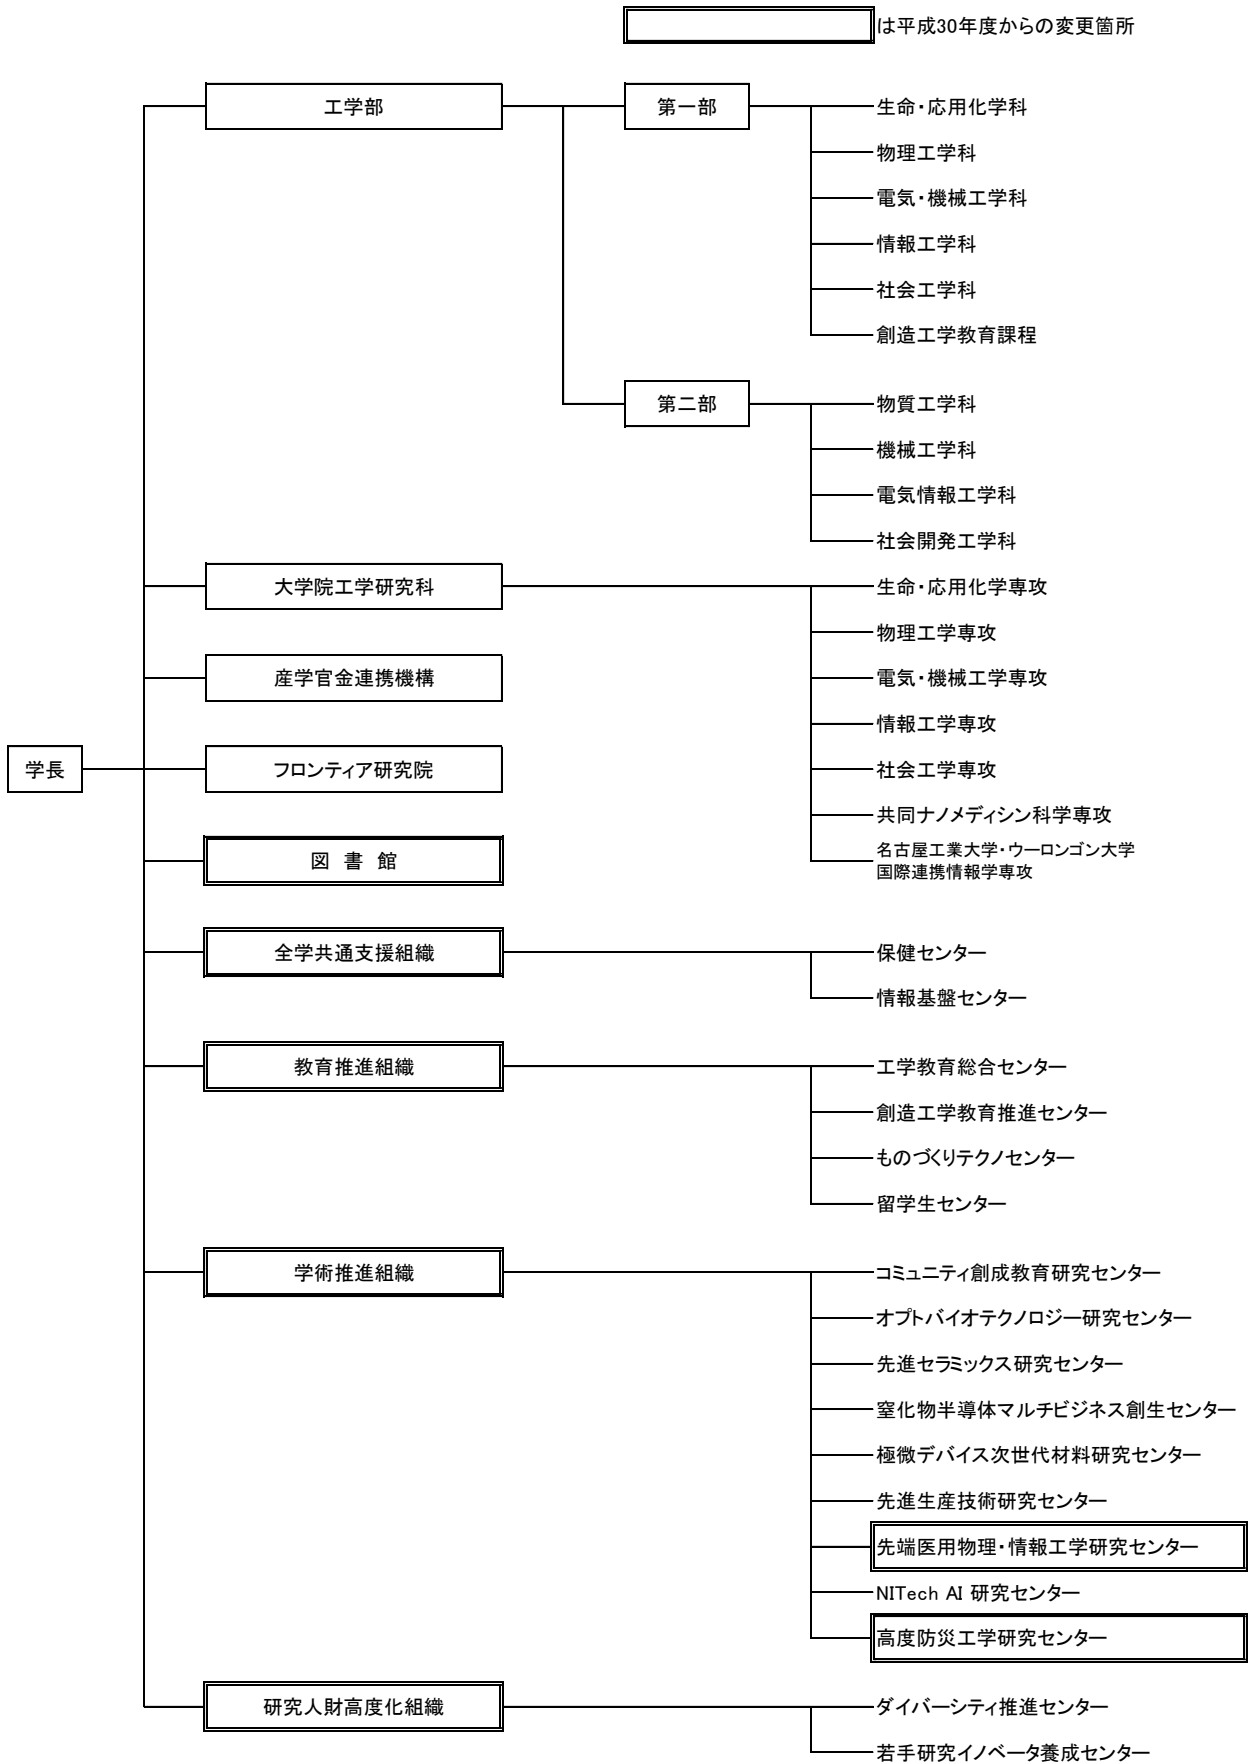 は平成30年度からの変更箇所
工学部
第一部
生命・応用化学科
物理工学科
電気・機械工学科
情報工学科
社会工学科
創造工学教育課程
第二部
物質工学科
機械工学科
電気情報工学科
社会開発工学科
大学院工学研究科
生命・応用化学専攻
物理工学専攻
電気・機械工学専攻
情報工学専攻
社会工学専攻
共同ナノメディシン科学専攻
名古屋工業大学・ウーロンゴン大学
国際連携情報学専攻
産学官金連携機構
学長
フロンティア研究院
図 書 館
全学共通支援組織
保健センター
情報基盤センター
教育推進組織
工学教育総合センター
創造工学教育推進センター
ものづくりテクノセンター
留学生センター
学術推進組織
コミュニティ創成教育研究センター
オプトバイオテクノロジー研究センター
先進セラミックス研究センター
窒化物半導体マルチビジネス創生センター
極微デバイス次世代材料研究センター
先進生産技術研究センター
先端医用物理・情報工学研究センター
NITech AI 研究センター
高度防災工学研究センター
研究人財高度化組織
ダイバーシティ推進センター
若手研究イノベータ養成センター